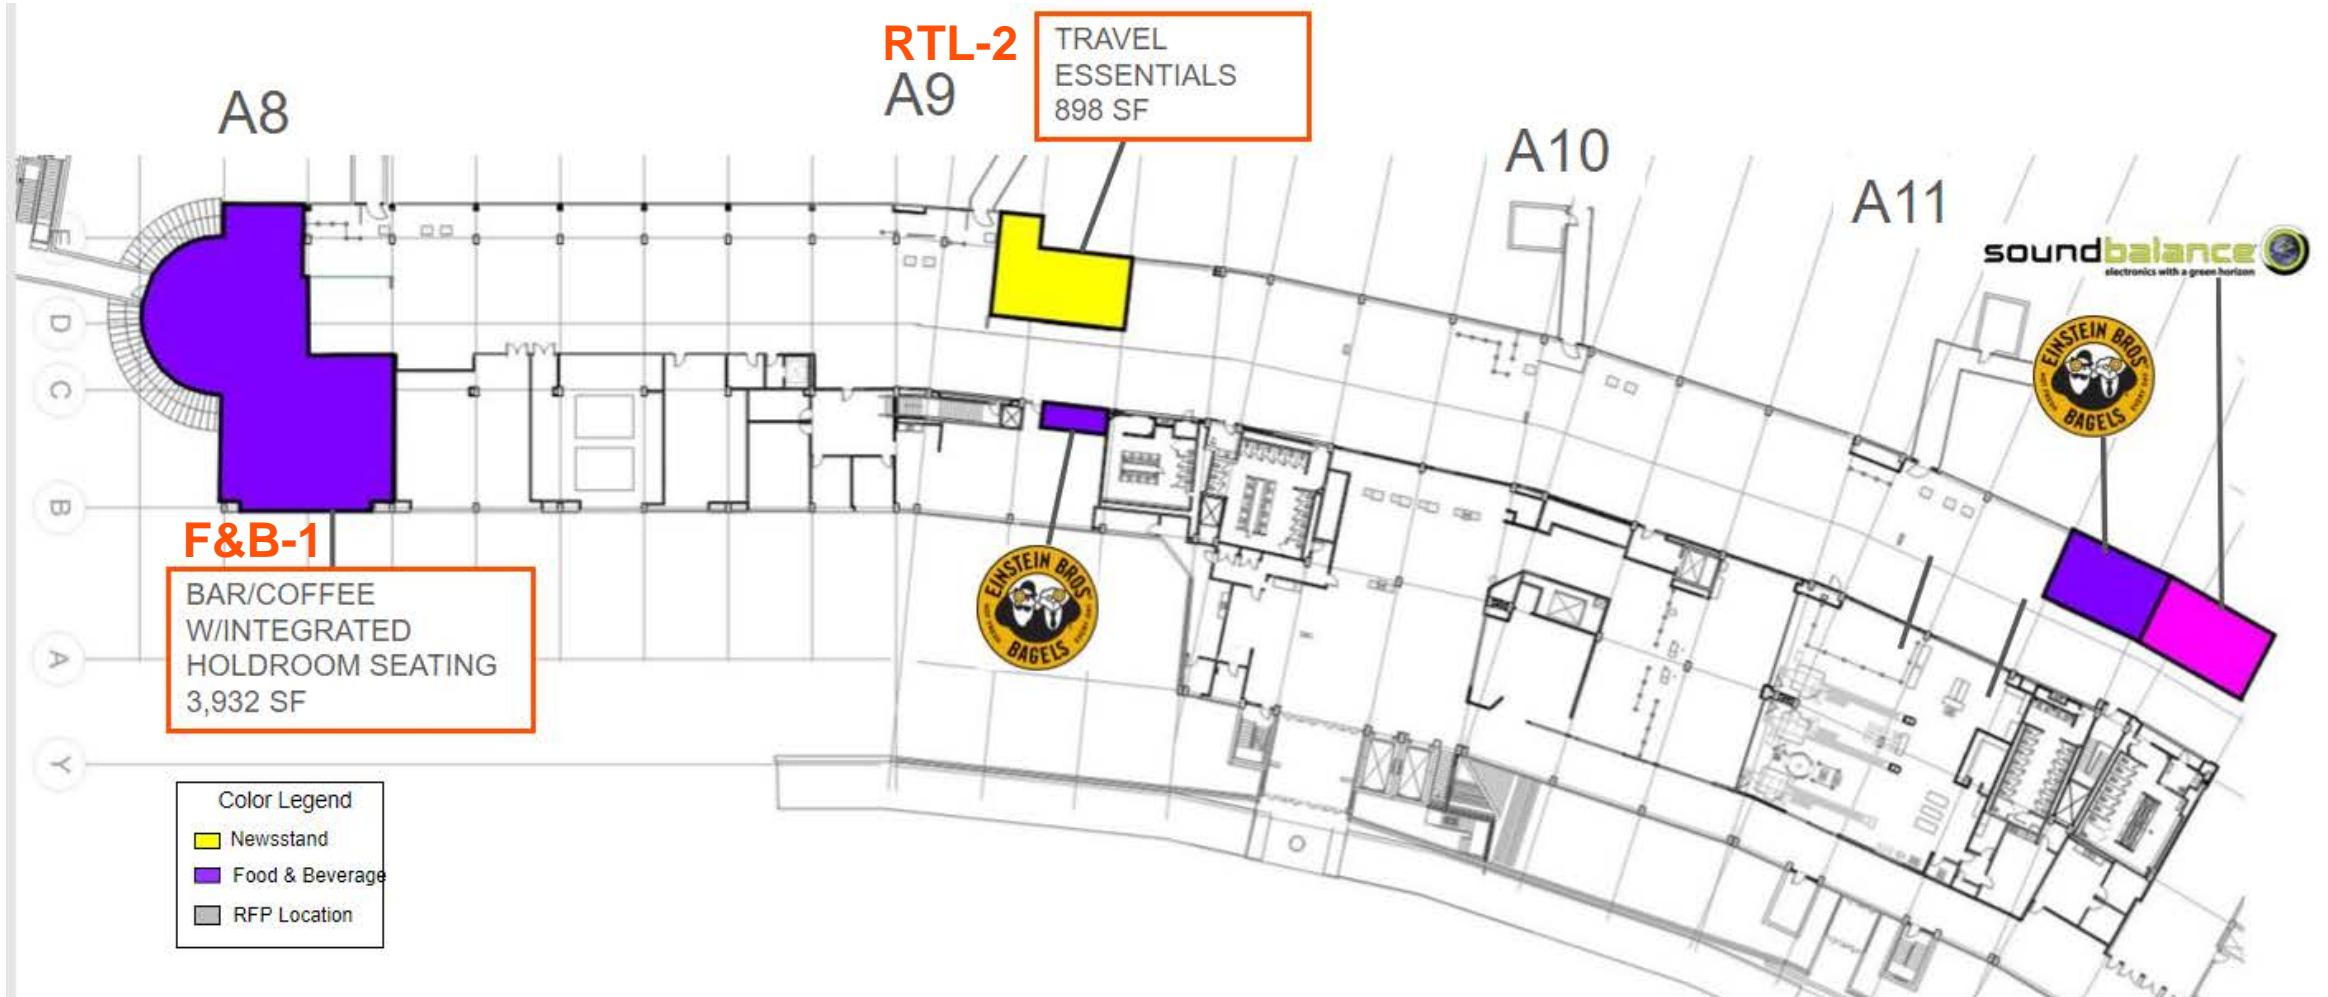 RTL-2
TRAVEL
ESSENTIALS
898 SF
A8
A9
A10
A11
soundbalance
electronics with a green horizon
E
D
C
B
A
Y
EINSTEIN BROS
BAGELS
EINSTEIN BROS
BAGELS
F&B-1
BAR/COFFEE
W/INTEGRATED
HOLDROOM SEATING
3,932 SF
Color Legend
Newsstand
Food & Beverage
RFP Location